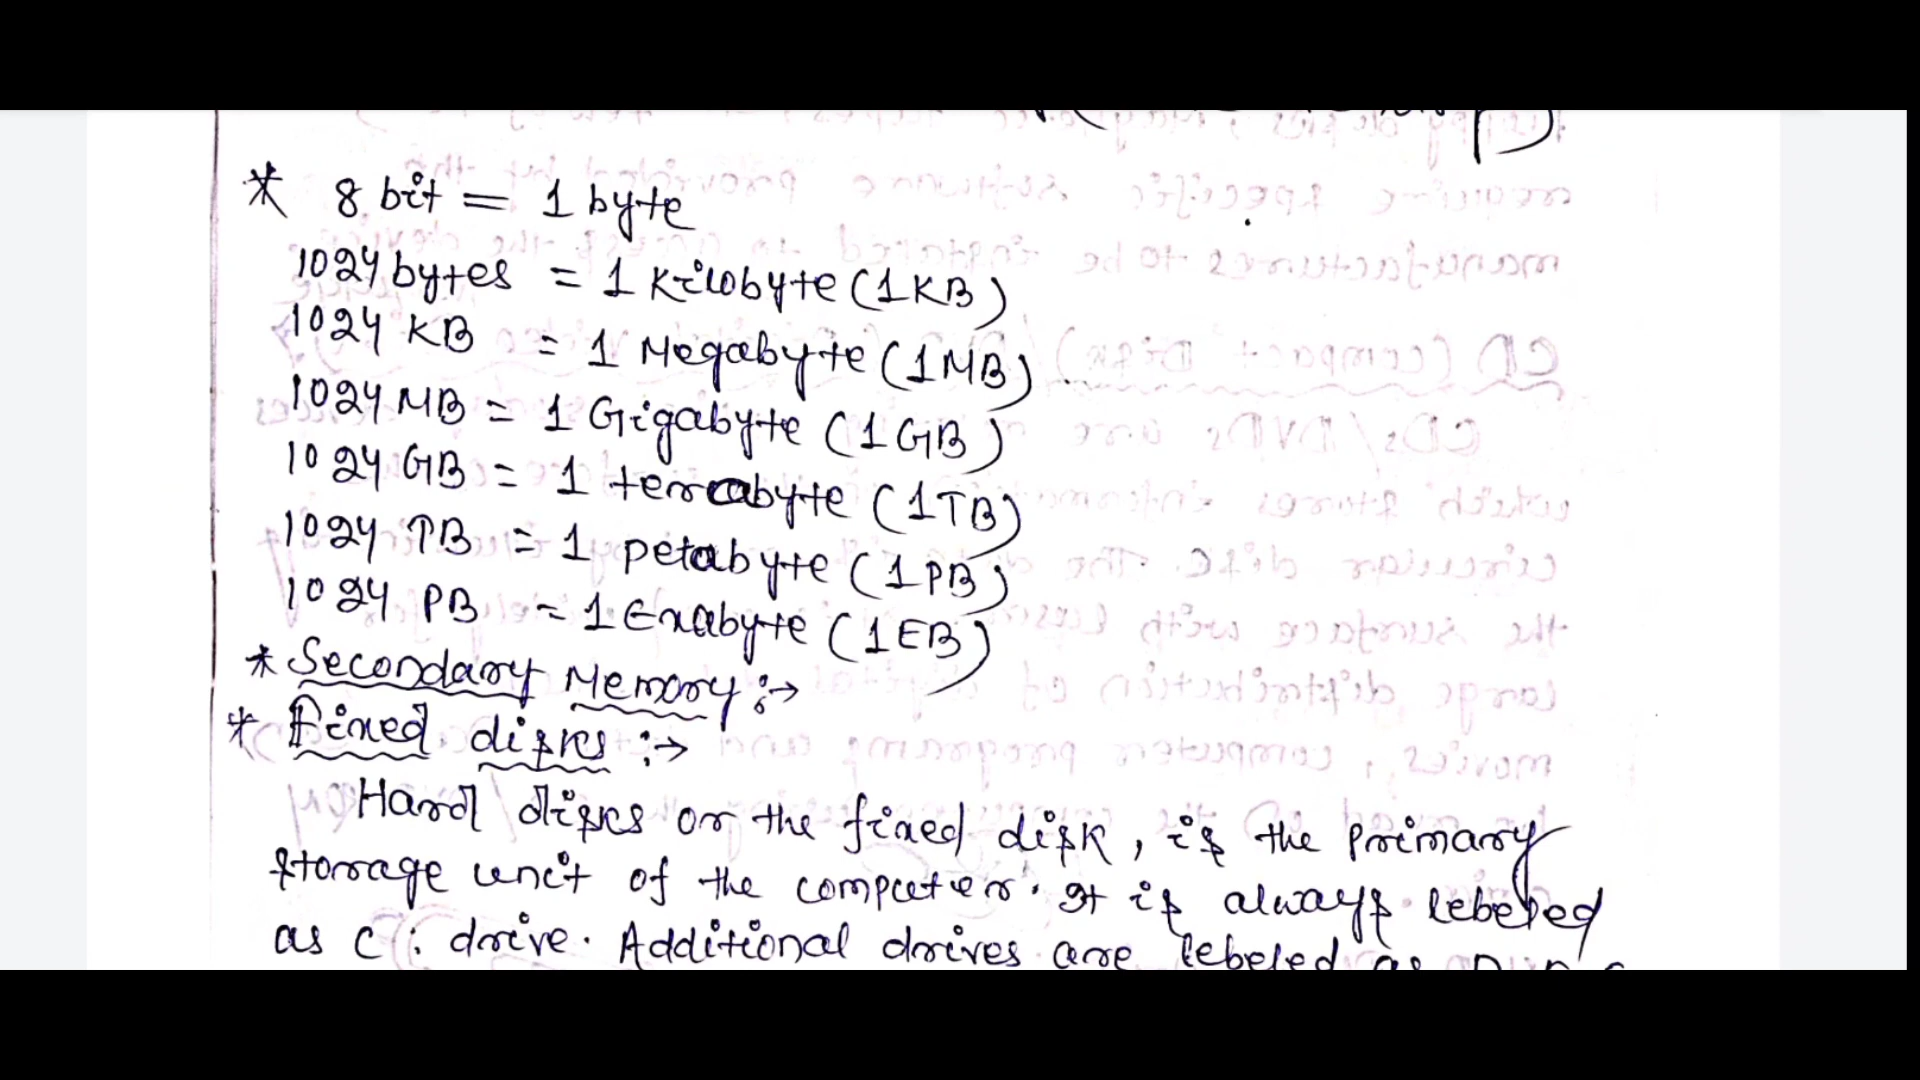 * 8 bit = 1 byte
1024 bytes = 1 Kilobyte (1KB)
1024 KB = 1 Megabyte (1MB)
1024 MB = 1 Gigabyte (1GB)
1024 GB = 1 terabyte (1TB)
1024 TB = 1 petabyte (1PB)
1024 PB = 1 Exabyte (1EB)
* Secondary Memory :→
* Fixed disks :→
Hard disks or the fixed disk, is the primary
storage unit of the computer. It is always lebeled
as C : drive. Additional drives are lebeled as